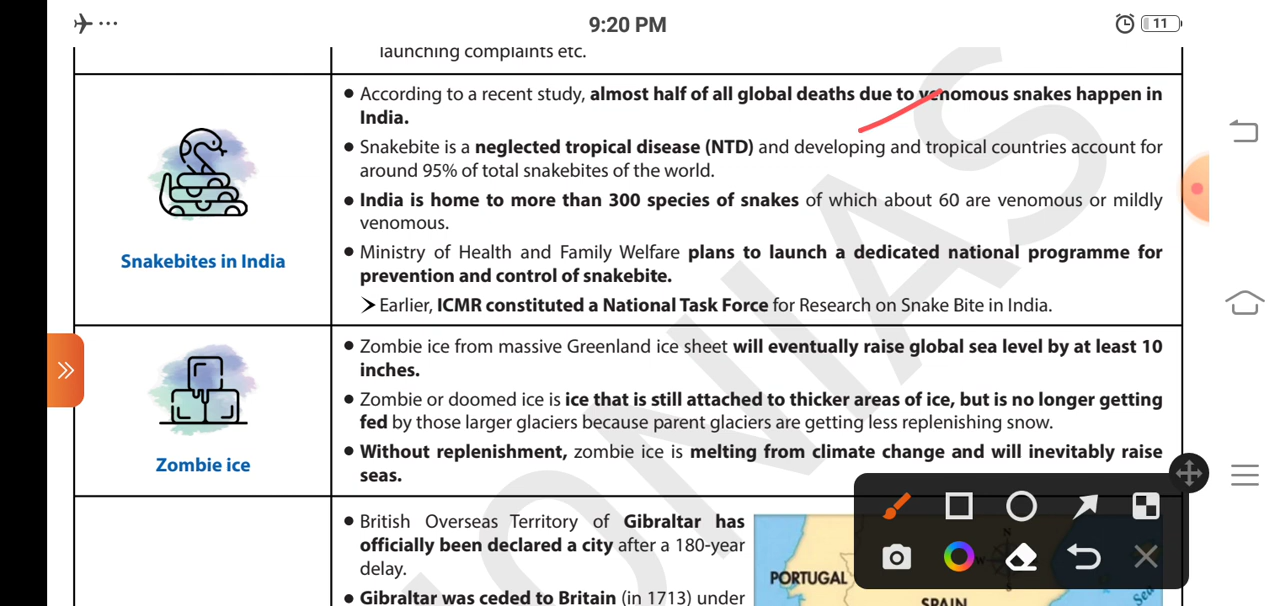 9:20 PM
11
launching complaints etc.
Snakebites in India
● According to a recent study, almost half of all global deaths due to venomous snakes happen in
India.
● Snakebite is a neglected tropical disease (NTD) and developing and tropical countries account for
around 95% of total snakebites of the world.
● India is home to more than 300 species of snakes of which about 60 are venomous or mildly
venomous.
● Ministry of Health and Family Welfare plans to launch a dedicated national programme for
prevention and control of snakebite.
➤ Earlier, ICMR constituted a National Task Force for Research on Snake Bite in India.
Zombie ice
● Zombie ice from massive Greenland ice sheet will eventually raise global sea level by at least 10
inches.
● Zombie or doomed ice is ice that is still attached to thicker areas of ice, but is no longer getting
fed by those larger glaciers because parent glaciers are getting less replenishing snow.
● Without replenishment, zombie ice is melting from climate change and will inevitably raise
seas.
● British Overseas Territory of Gibraltar has
officially been declared a city after a 180-year
delay.
● Gibraltar was ceded to Britain (in 1713) under
PORTUGAL
SPAIN
N
W
Sea
ONIAS